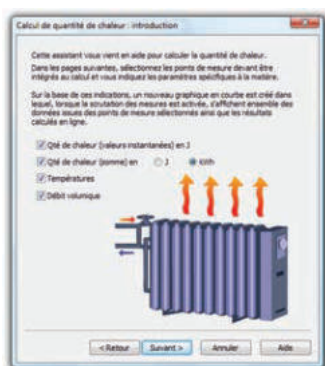 Calcul de quantité de chaleur : introduction
Cette assistant vous vient en aide pour calculer la quantité de chaleur.
Dans les pages suivantes, sélectionnez les points de mesure devant être
intégrés au calcul et vous indiquez les paramètres spécifiques à la matière.
Sur la base de ces indications, un nouveau graphique en courbe est créé dans
lequel, lorsque la scrutation des mesures est activée, s'affichent ensemble des
données issues des points de mesure sélectionnés ainsi que les résultats
calculés en ligne.
Qté de chaleur (valeurs instantanées) en J
Qté de chaleur (somme) en J kWh
Températures
Débit volumique
< Retour Suivant > Annuler Aide